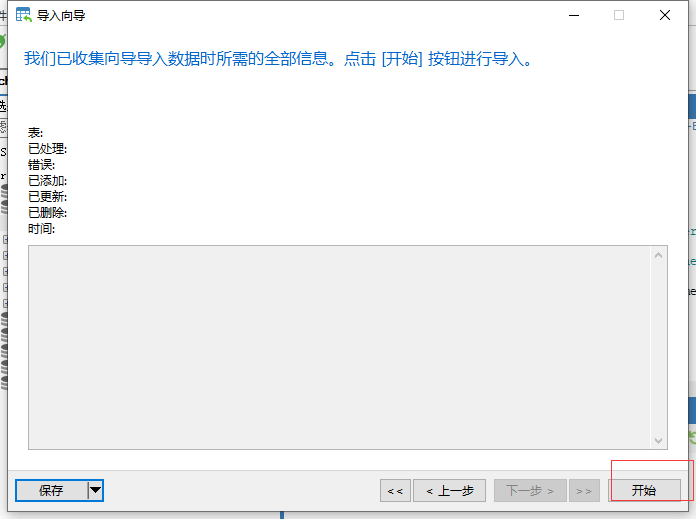 导入向导
我们已收集向导导入数据时所需的全部信息。点击 [开始] 按钮进行导入。
表:
已处理:
错误:
已添加:
已更新:
已删除:
时间:
保存
<<
< 上一步
下一步 >
>>
开始